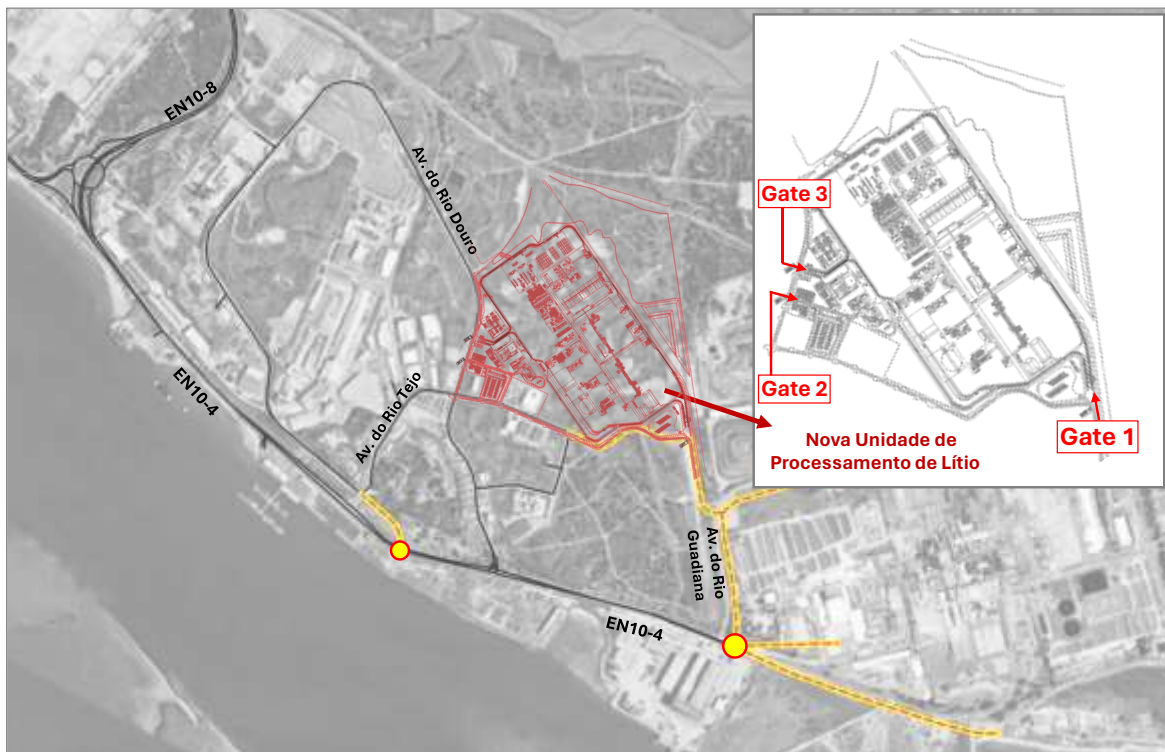 EN10-8
Av. do Rio Douro
Av. do Rio Tejo
EN10-4
EN10-4
Av. do Rio
Guadiana
Gate 3
Gate 2
Gate 1
Nova Unidade de
Processamento de Lítio